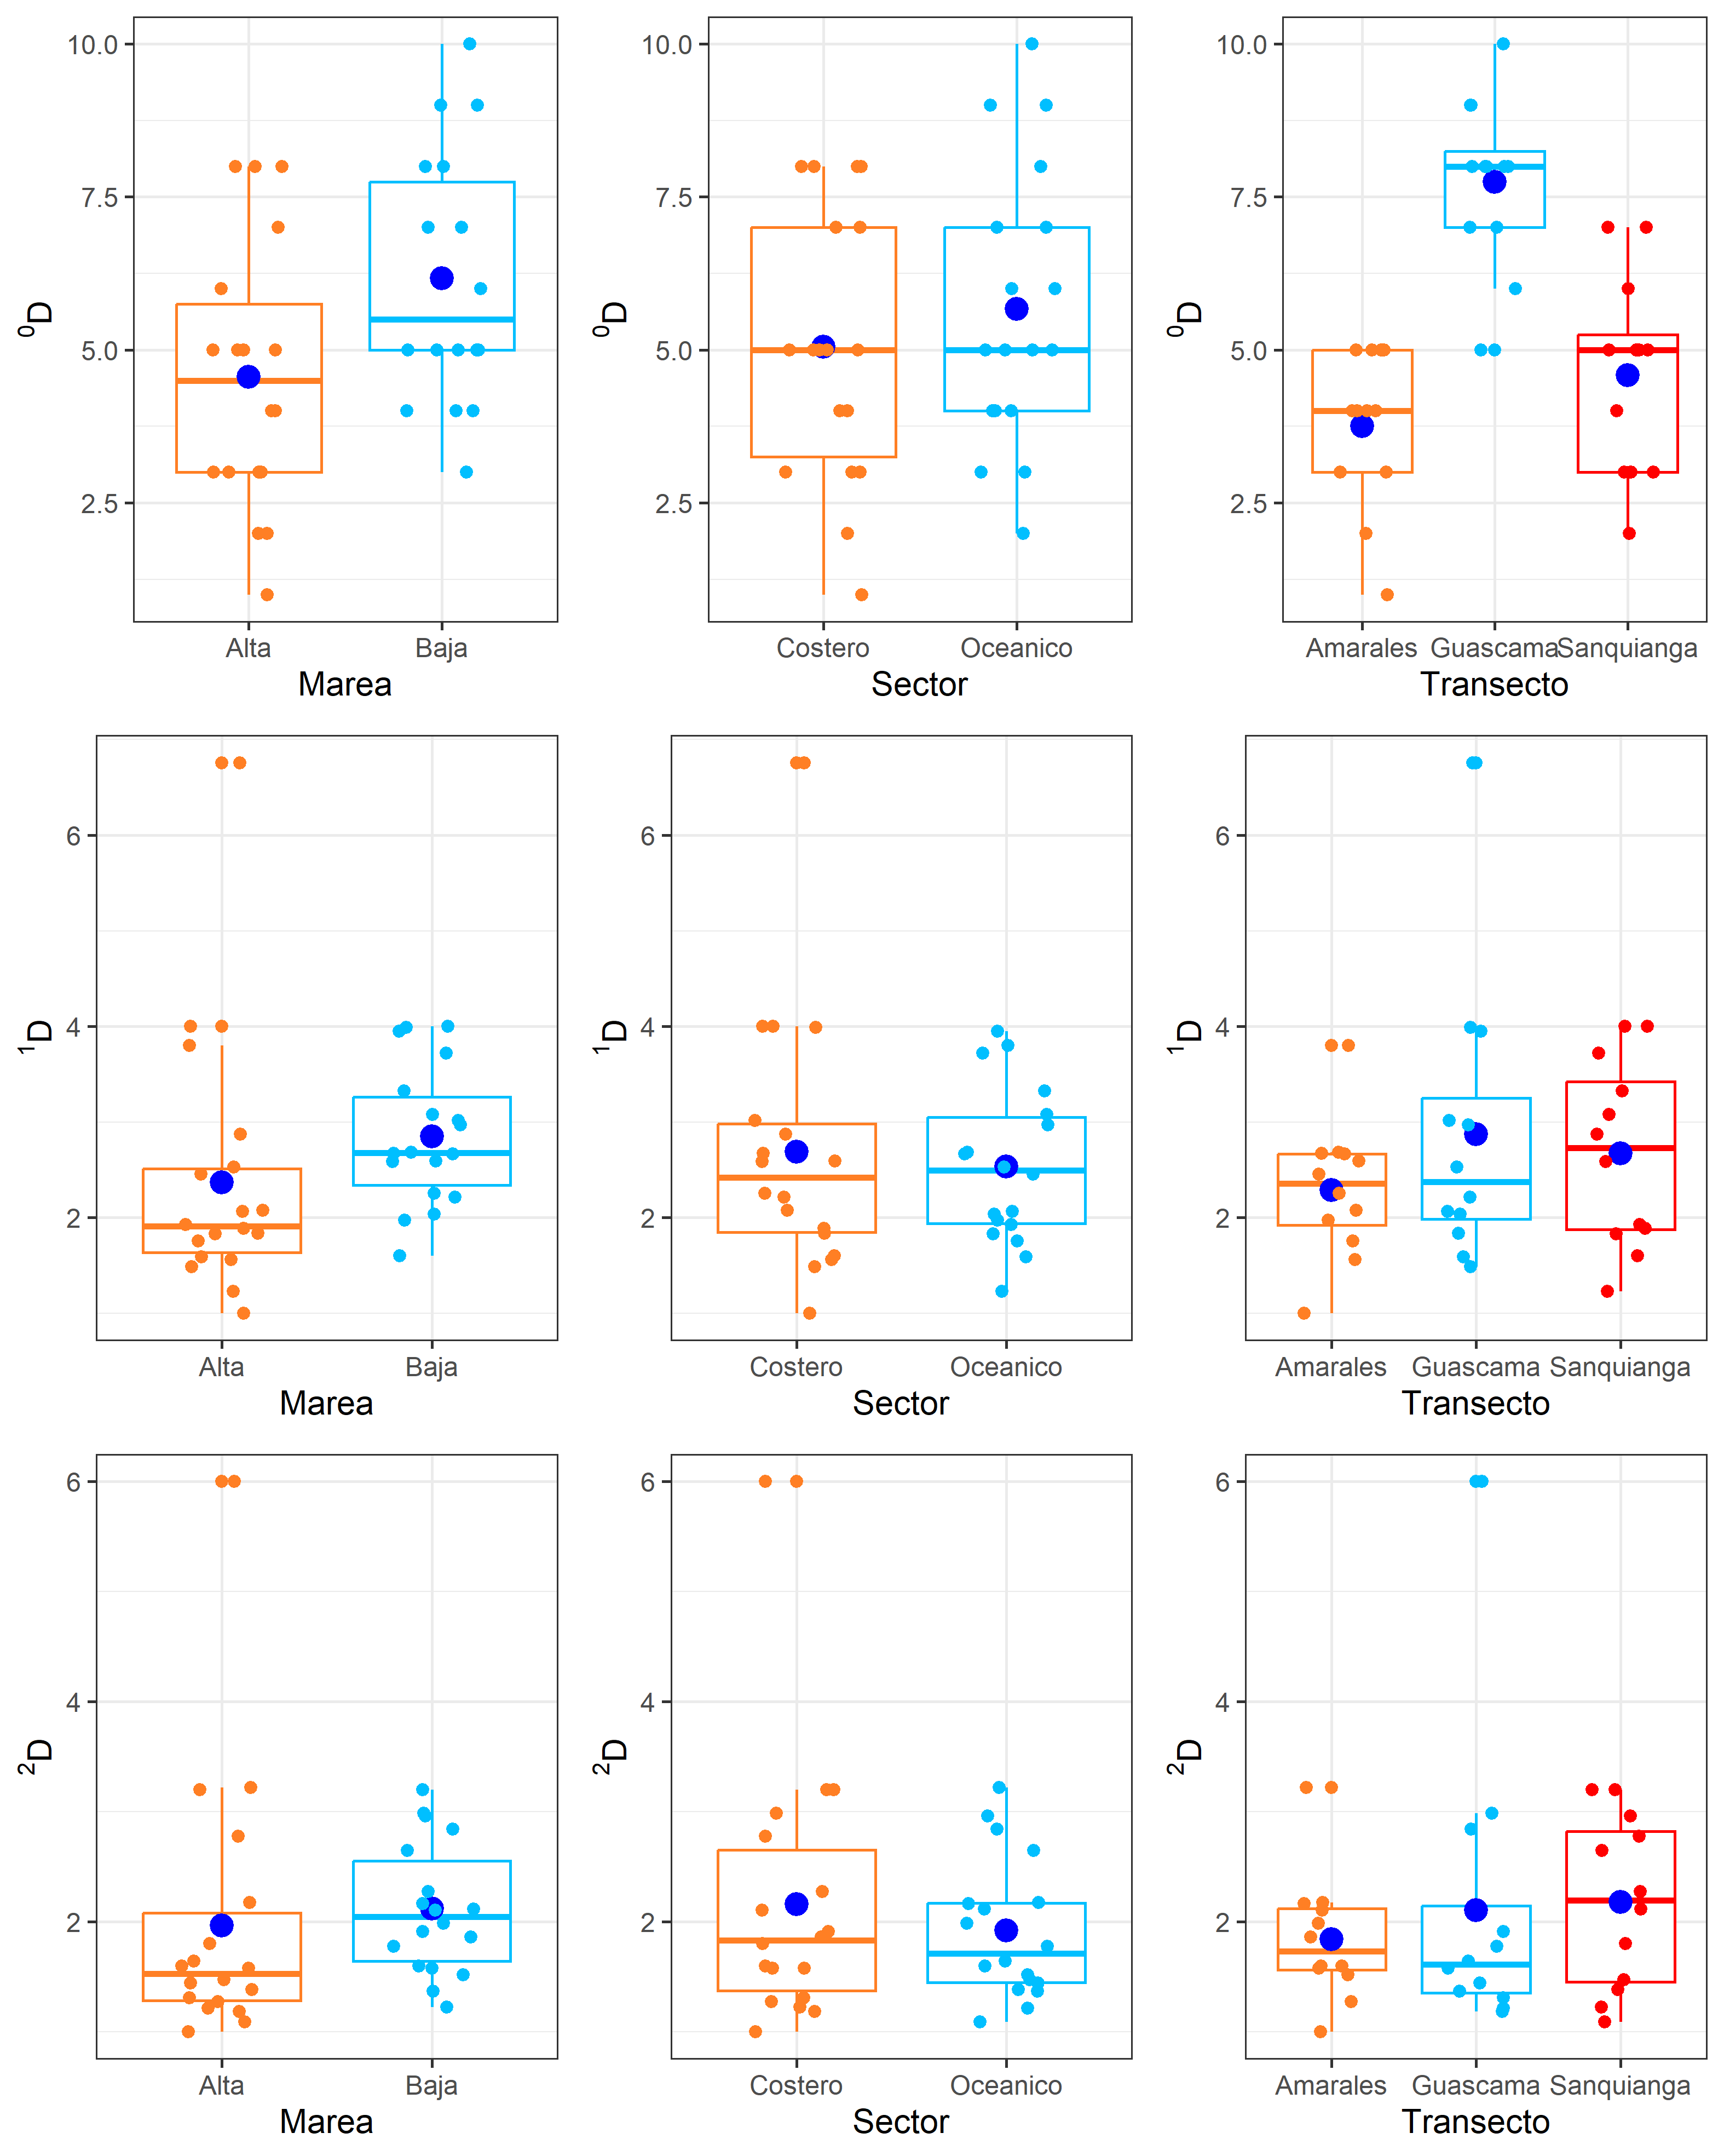 10.0
7.5
5.0
2.5
⁰D
Alta Baja
Marea
10.0
7.5
5.0
2.5
⁰D
Costero Oceanico
Sector
10.0
7.5
5.0
2.5
⁰D
Amarales Guascama Sanquianga
Transecto
6
4
2
¹D
Alta Baja
Marea
6
4
2
¹D
Costero Oceanico
Sector
6
4
2
¹D
Amarales Guascama Sanquianga
Transecto
6
4
2
²D
Alta Baja
Marea
6
4
2
²D
Costero Oceanico
Sector
6
4
2
²D
Amarales Guascama Sanquianga
Transecto